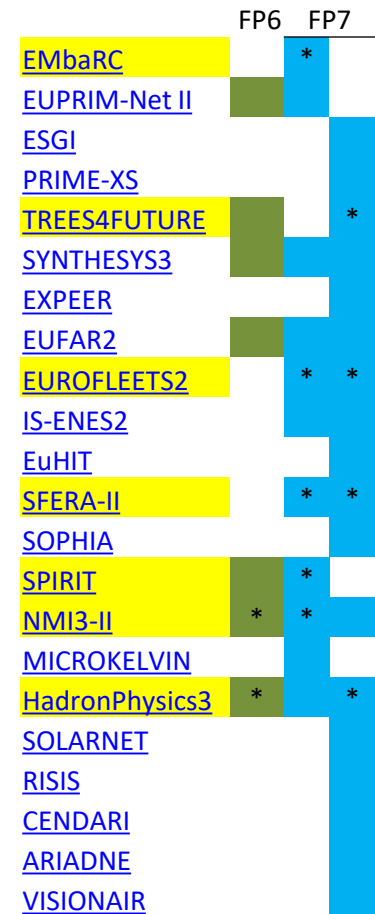 FP6 FP7
EMbaRC *
EUPRIM-Net II
ESGI
PRIME-XS
TREES4FUTURE *
SYNTHESYS3
EXPEER
EUFAR2
EUROFLEETS2 * *
IS-ENES2
EuHIT
SFERA-II * *
SOPHIA
SPIRIT *
NMI3-II * *
MICROKELVIN
HadronPhysics3 * *
SOLARNET
RISIS
CENDARI
ARIADNE
VISIONAIR